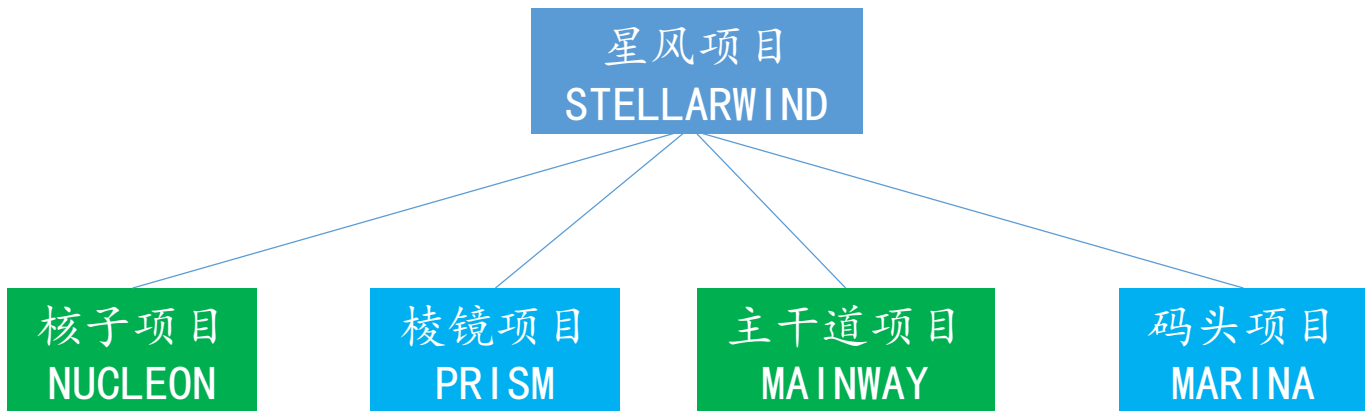 星风项目
STELLARWIND
核子项目
NUCLEON
棱镜项目
PRISM
主干道项目
MAINWAY
码头项目
MARINA